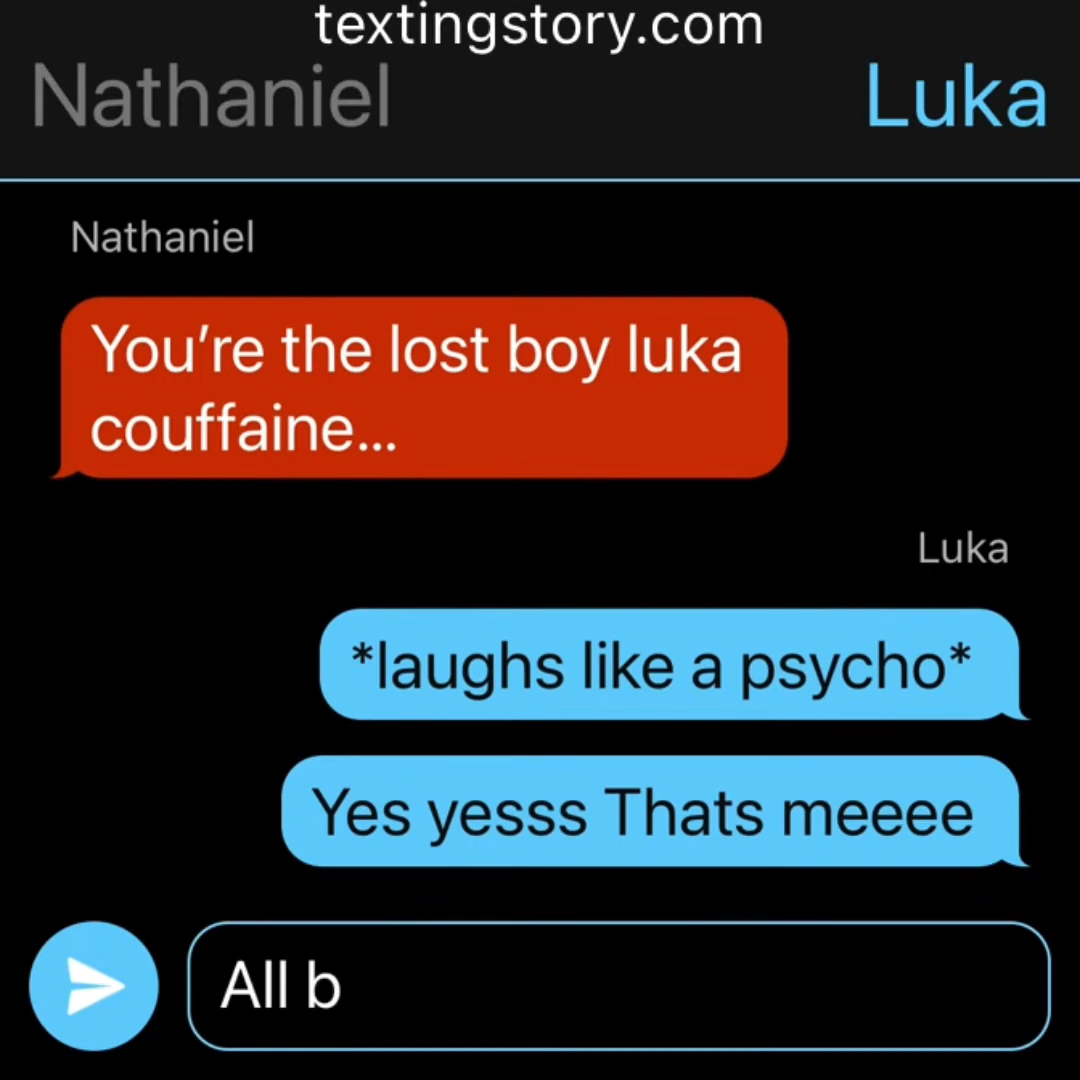 textingstory.com
Nathaniel
Luka
Nathaniel
You’re the lost boy luka
couffaine...
Luka
*laughs like a psycho*
Yes yesss Thats meeee
All b